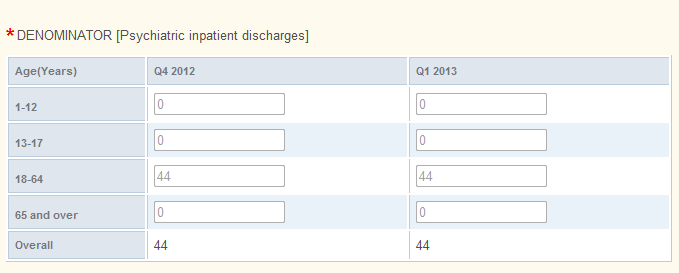 * DENOMINATOR [Psychiatric inpatient discharges]
Age(Years) Q4 2012 Q1 2013
1-12 0 0
13-17 0 0
18-64 44 44
65 and over 0 0
Overall 44 44